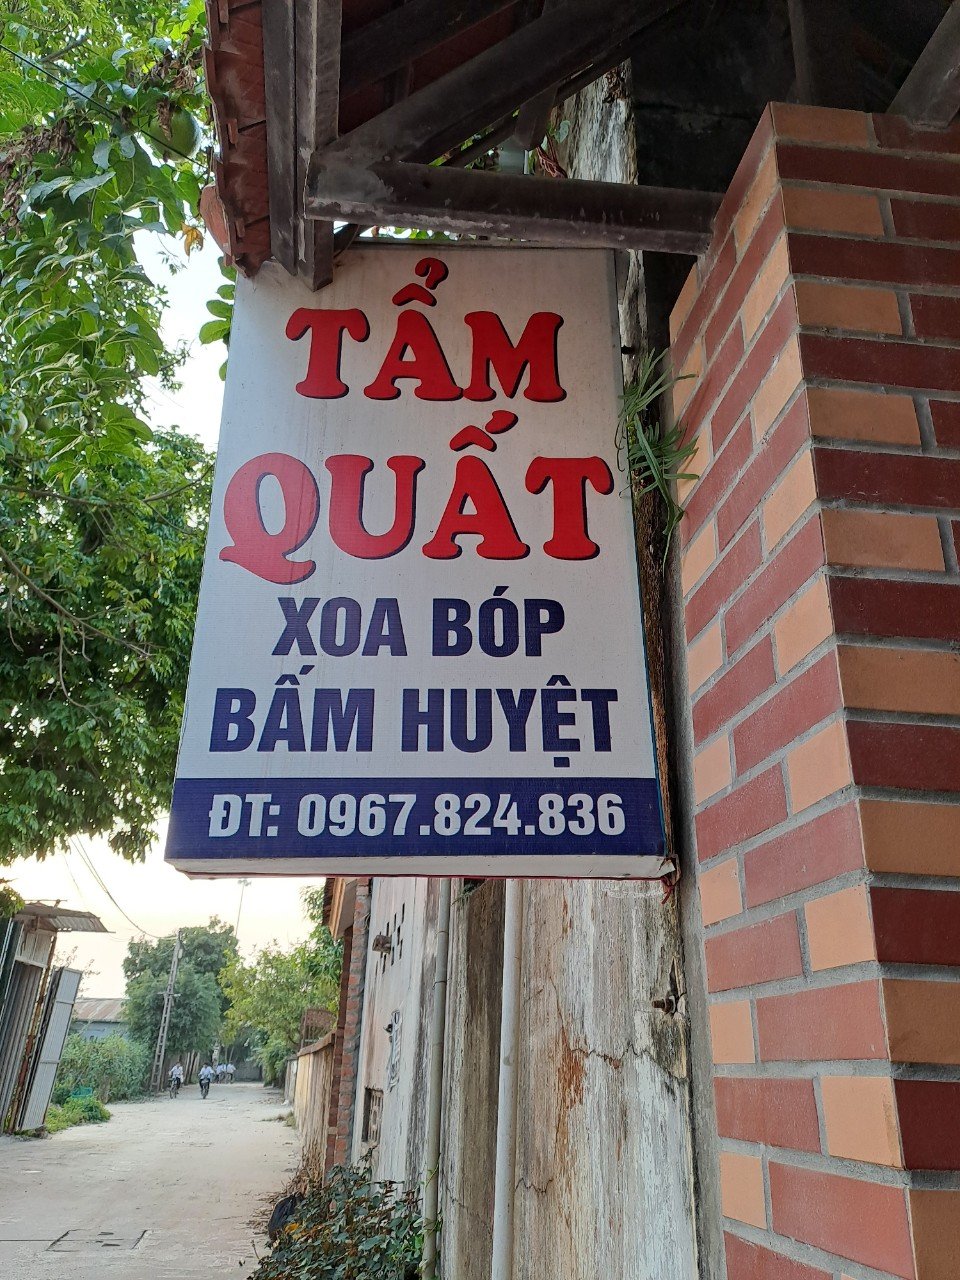 TẨM
QUẤT
XOA BÓP
BẤM HUYỆT
ĐT: 0967.824.836